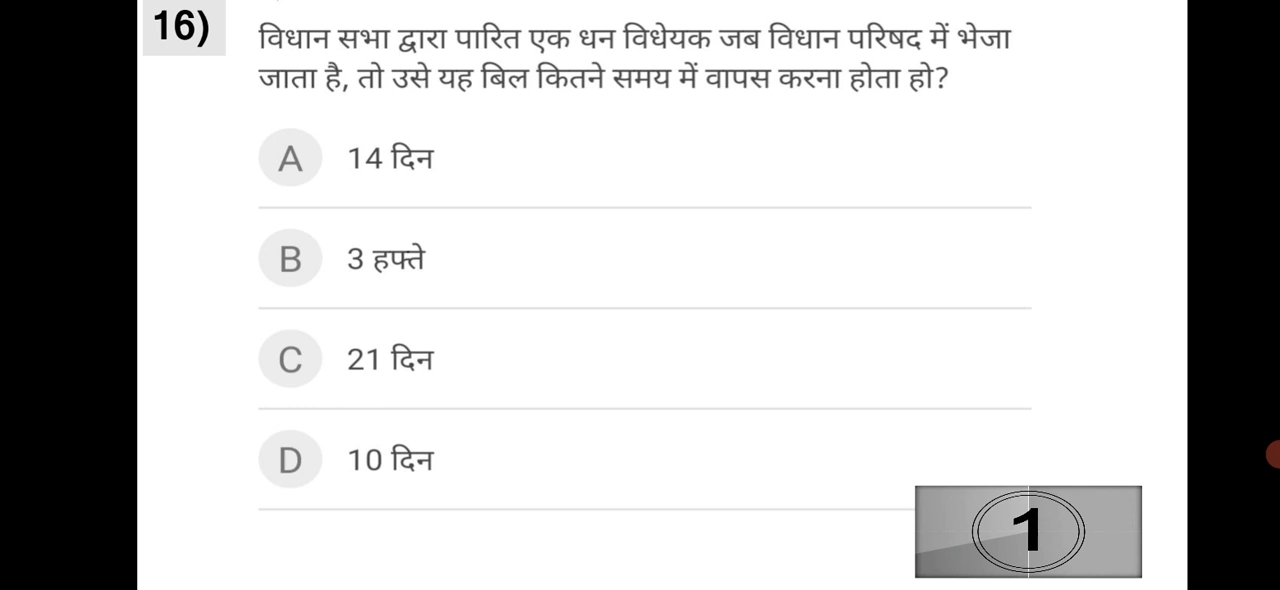 16)
विधान सभा द्वारा पारित एक धन विधेयक जब विधान परिषद में भेजा
जाता है, तो उसे यह बिल कितने समय में वापस करना होता हो?
A 14 दिन
B 3 हफ्ते
C 21 दिन
D 10 दिन
1